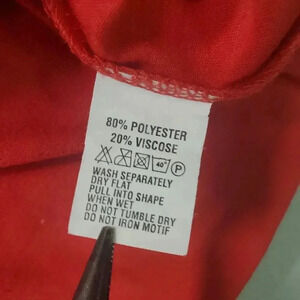 80% POLYESTER
20% VISCOSE
40° P
WASH SEPARATELY
DRY FLAT
PULL INTO SHAPE
WHEN WET
DO NOT TUMBLE DRY
DO NOT IRON MOTIF